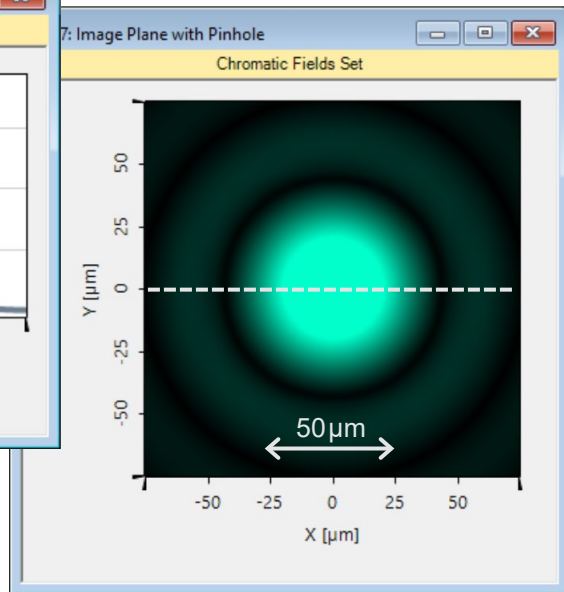 7: Image Plane with Pinhole
Chromatic Fields Set
Y [µm]
50
25
0
-25
-50
50µm
-50 -25 0 25 50
X [µm]